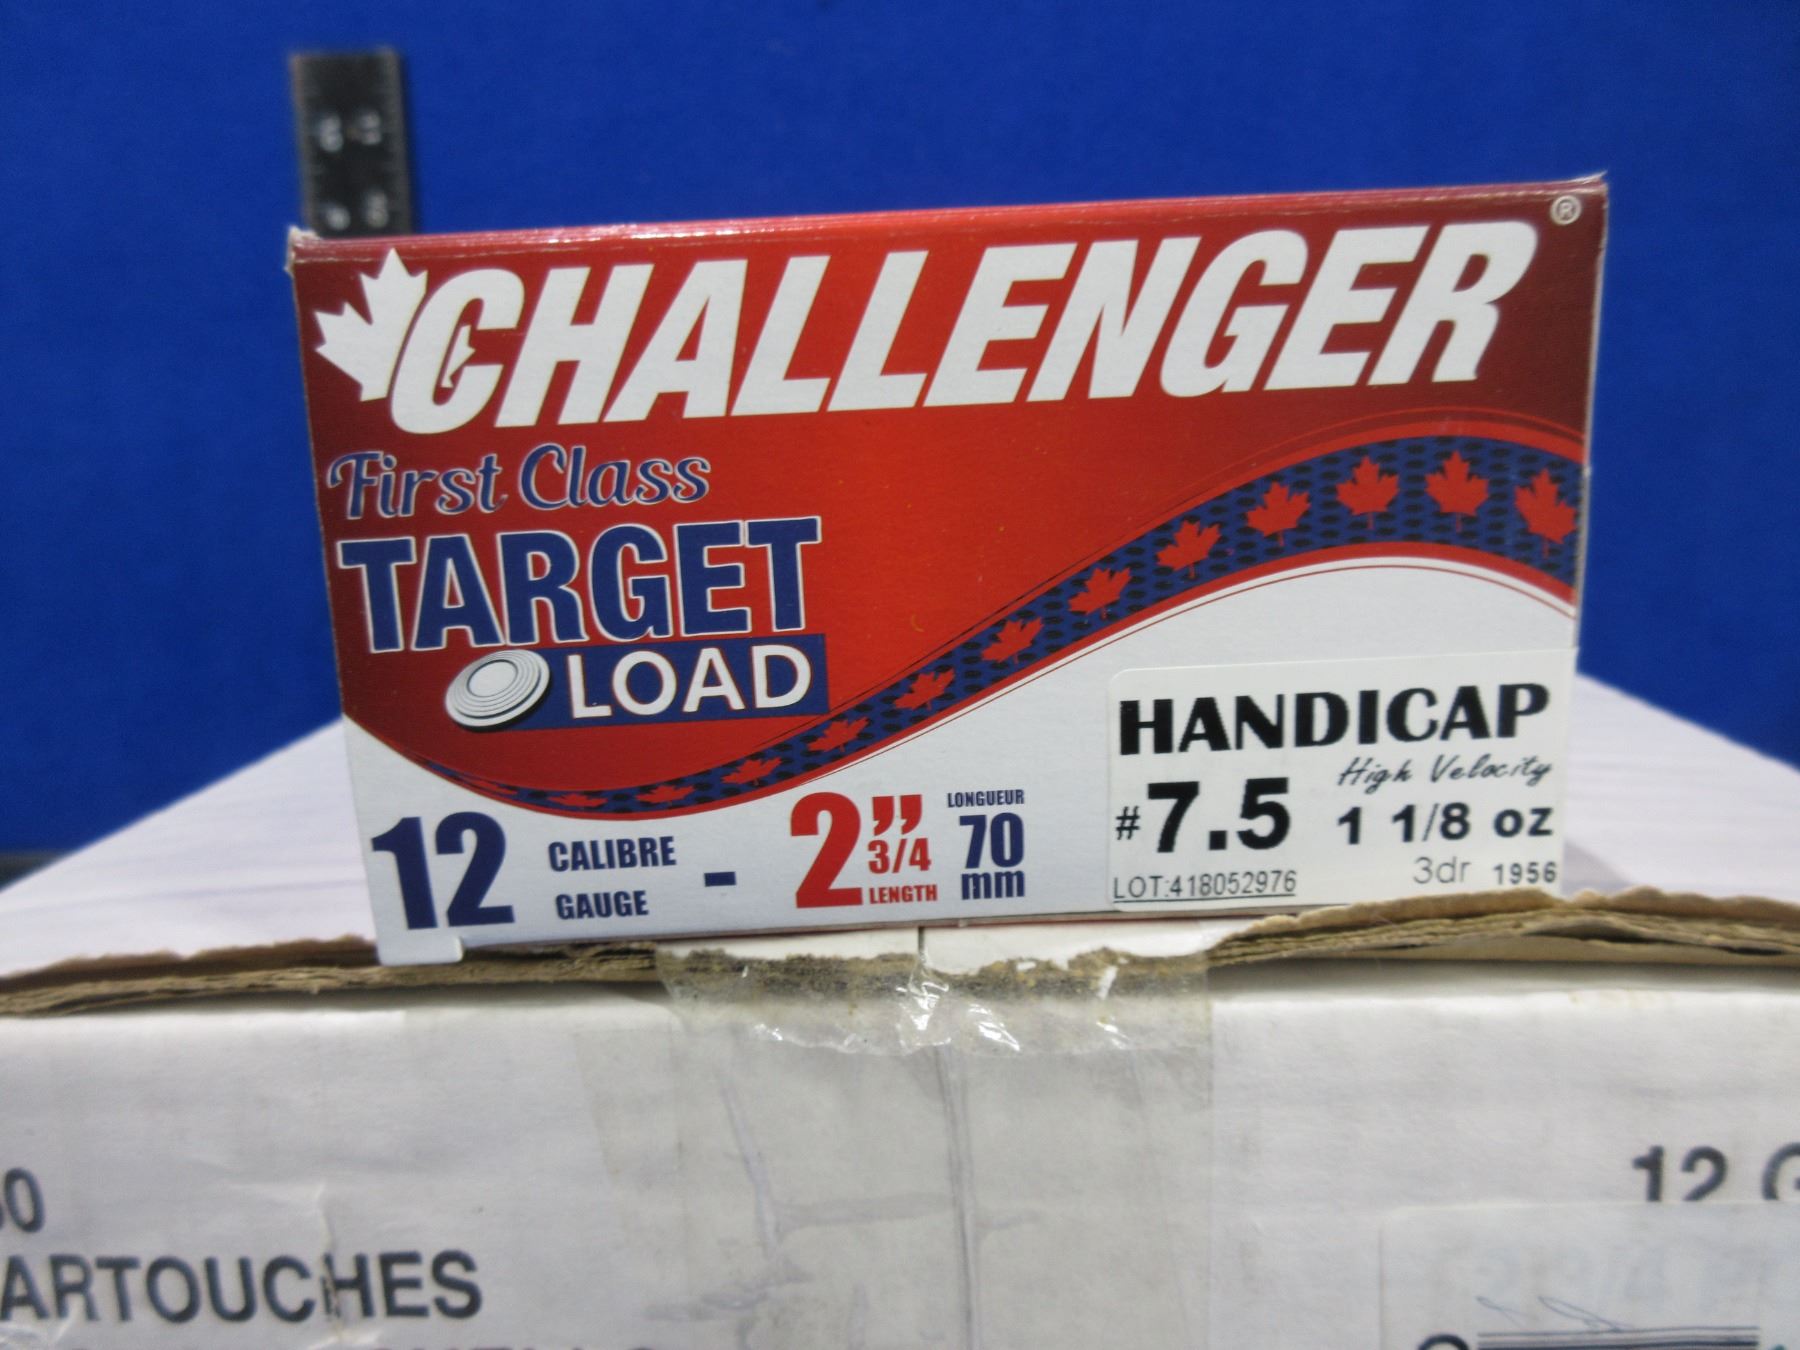 CHALLENGER®
First Class
TARGET
LOAD
12 CALIBRE GAUGE - 2" 3/4 LENGTH
LONGUEUR 70 mm
HANDICAP
High Velocity
#7.5 1 1/8 oz
LOT:418052976 3dr 1956
12
ARTOUCHES